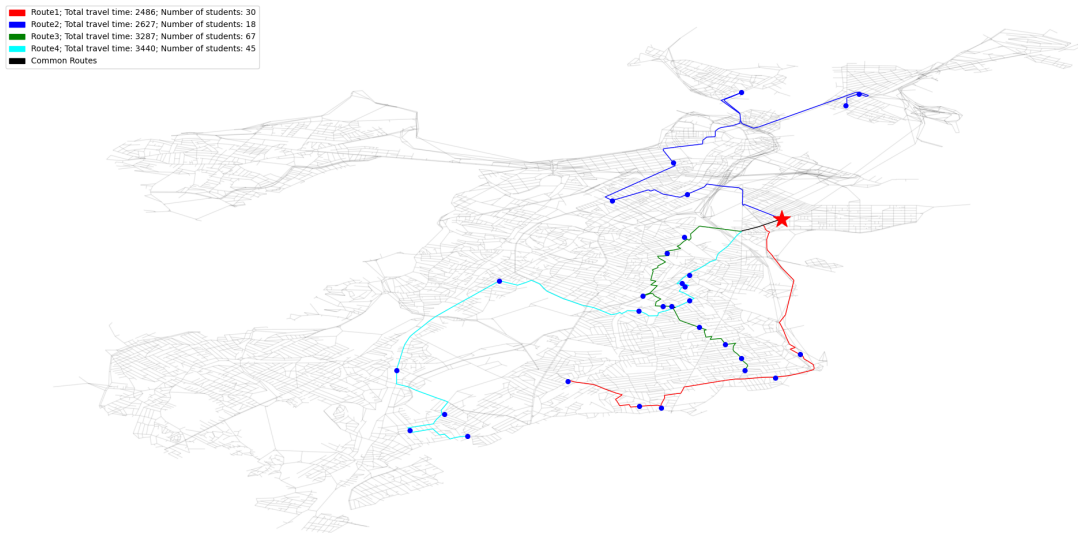 Route1; Total travel time: 2486; Number of students: 30
Route2; Total travel time: 2627; Number of students: 18
Route3; Total travel time: 3287; Number of students: 67
Route4; Total travel time: 3440; Number of students: 45
Common Routes